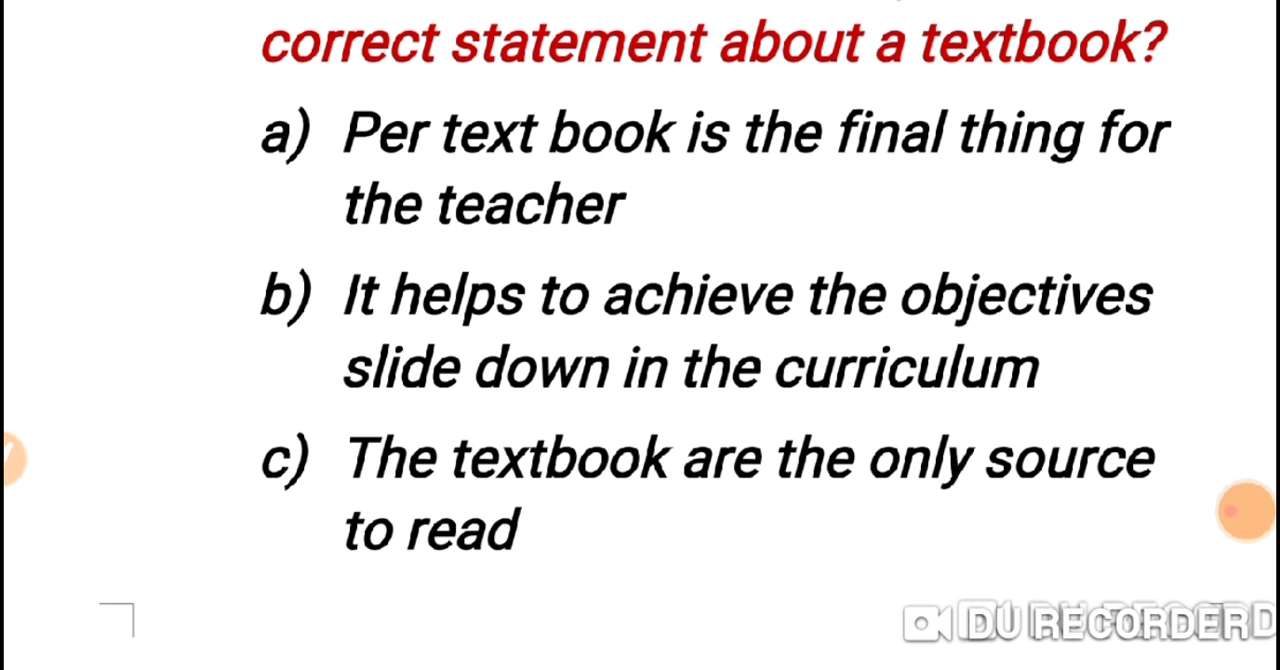 correct statement about a textbook?
a) Per text book is the final thing for
the teacher
b) It helps to achieve the objectives
slide down in the curriculum
c) The textbook are the only source
to read
DU RECORDER